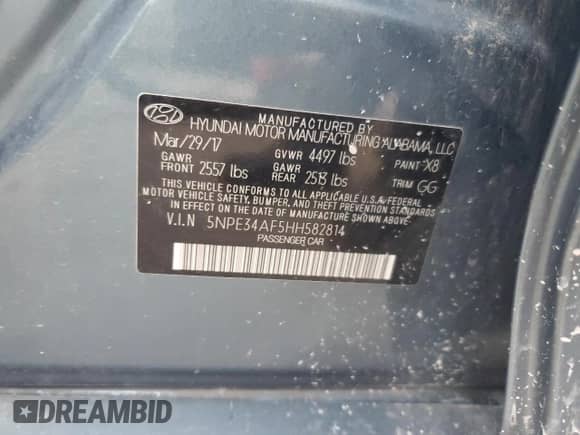 MANUFACTURED BY
HYUNDAI MOTOR MANUFACTURING ALABAMA, LLC
Mar/29/17 GVWR 4497 lbs PAINT X8
GAWR FRONT 2557 lbs GAWR REAR 2513 lbs TRIM GG
THIS VEHICLE CONFORMS TO ALL APPLICABLE U.S.A. FEDERAL
MOTOR VEHICLE SAFETY, BUMPER, AND THEFT PREVENTION STANDARDS
IN EFFECT ON THE DATE OF MANUFACTURE SHOWN ABOVE.
V.I.N 5NPE34AF5HH582814
PASSENGER CAR
DREAMBID